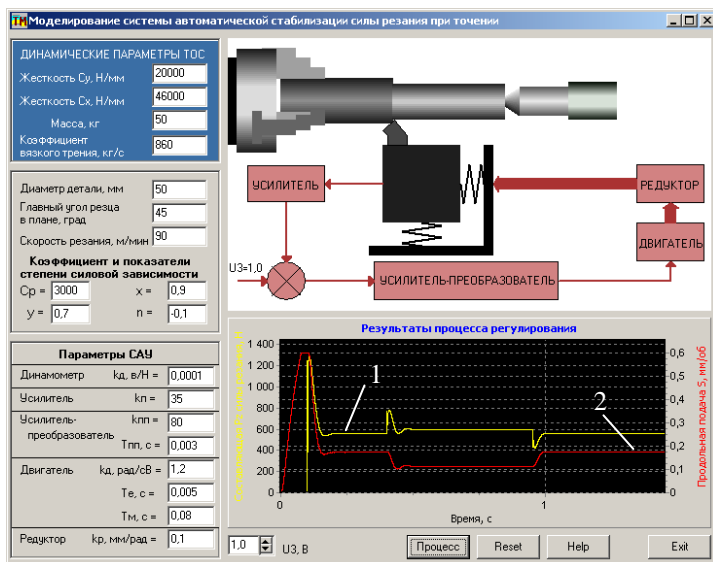 Моделирование системы автоматической стабилизации силы резания при точении
ДИНАМИЧЕСКИЕ ПАРАМЕТРЫ ТОС
Жесткость Су, Н/мм 20000
Жесткость Сх, Н/мм 46000
Масса, кг 50
Коэффициент
вязкого трения, кг/с 860
Диаметр детали, мм 50
Главный угол резца
в плане, град 45
Скорость резания, м/мин 90
Коэффициент и показатели
степени силовой зависимости
Ср = 3000 x = 0,9
y = 0,7 n = -0,1
Параметры САУ
Динамометр kд, в/Н = 0,0001
Усилитель kп = 35
Усилитель-
преобразователь kпп = 80
Тпп, с = 0,003
Двигатель kд, рад/сВ = 1,2
Те, с = 0,005
Тм, с = 0,08
Редуктор kр, мм/рад = 0,1
УСИЛИТЕЛЬ
РЕДУКТОР
ДВИГАТЕЛЬ
U3=1,0
УСИЛИТЕЛЬ-ПРЕОБРАЗОВАТЕЛЬ
Результаты процесса регулирования
1 400
1 200
1 000
800
600
400
200
0
0,6
0,5
0,4
0,3
0,2
0,1
0
1
2
Продольная подача S, мм/об
0
1
Время, с
1,0 U3, В
Процесс
Reset
Help
Exit